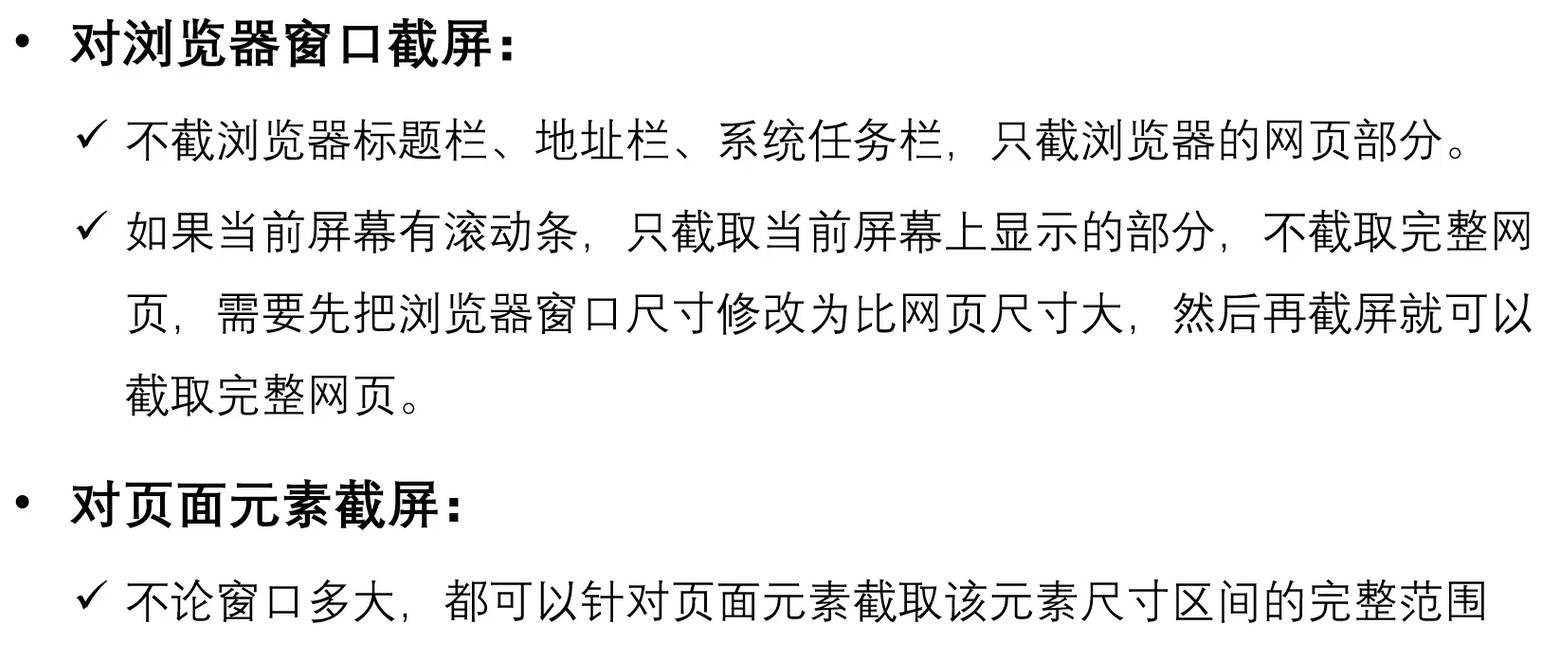 • 对浏览器窗口截屏：
✓ 不截浏览器标题栏、地址栏、系统任务栏，只截浏览器的网页部分。
✓ 如果当前屏幕有滚动条，只截取当前屏幕上显示的部分，不截取完整网
页，需要先把浏览器窗口尺寸修改为比网页尺寸大，然后再截屏就可以
截取完整网页。
• 对页面元素截屏：
✓ 不论窗口多大，都可以针对页面元素截取该元素尺寸区间的完整范围